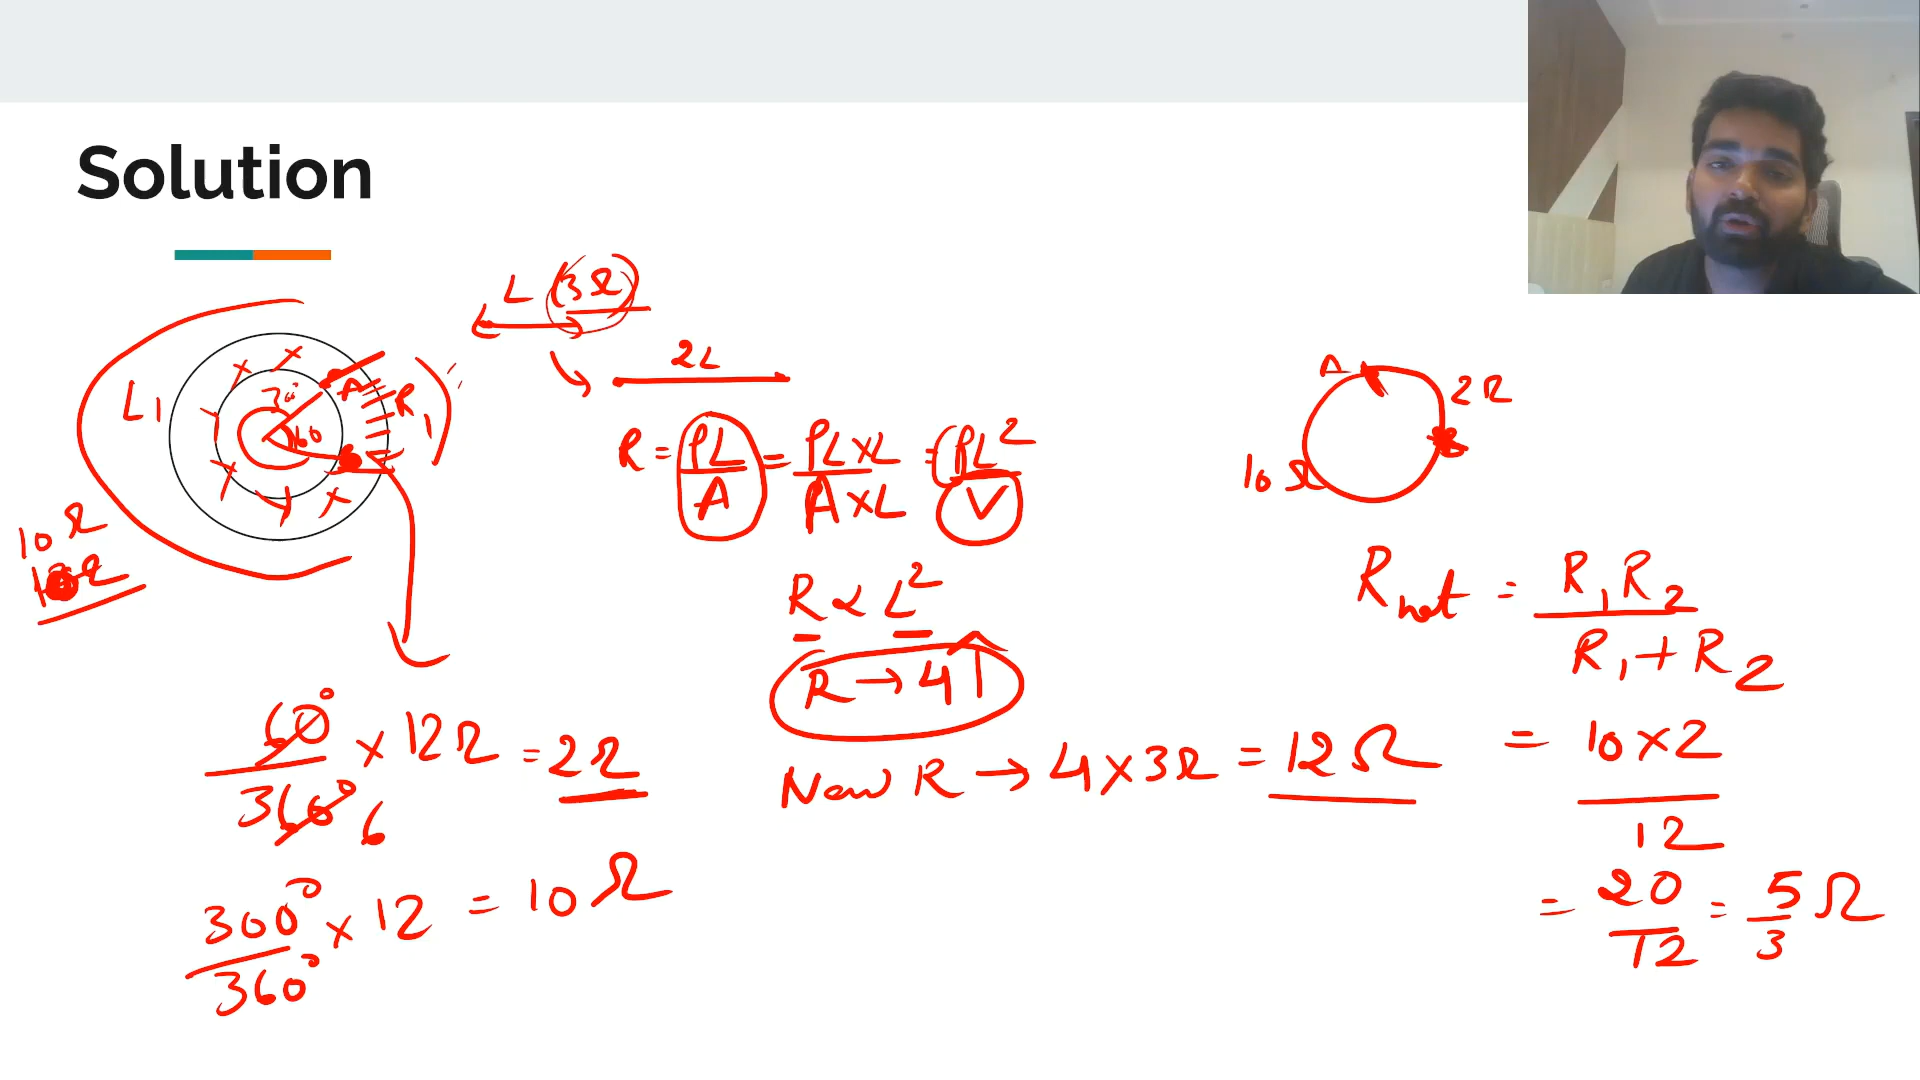 Solution
L (3Ω)
2L
L1
30°
A
R1
60
B
10Ω
R = ρL/A = ρL×L/A×L = ρL²/V
R ∝ L²
R → 4↑
New R → 4×3Ω = 12Ω
60°/360° 6 × 12Ω = 2Ω
300°/360° × 12 = 10Ω
A
2Ω
B
10Ω
Rnet = R1R2/R1+R2
= 10×2/12
= 20/12 = 5/3 Ω